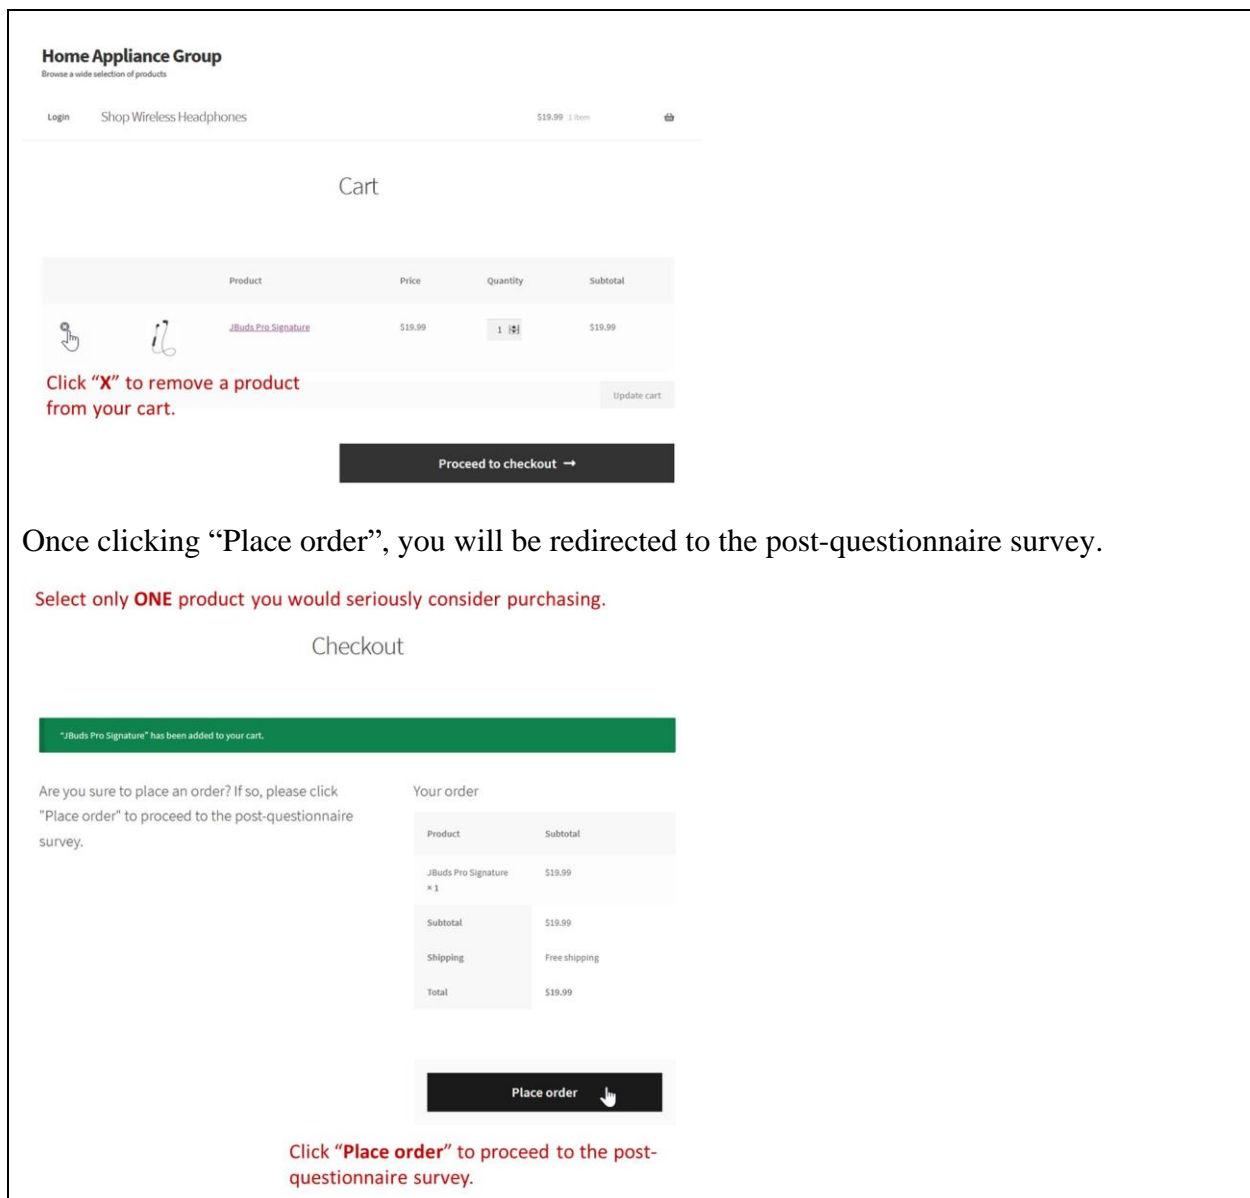 Home Appliance Group
Browse a wide selection of products
Login Shop Wireless Headphones $19.99 1 item
Cart
Product Price Quantity Subtotal
JBuds Pro Signature $19.99 1 $19.99
Click “X” to remove a product
from your cart.
Update cart
Proceed to checkout →
Once clicking “Place order”, you will be redirected to the post-questionnaire survey.
Select only ONE product you would seriously consider purchasing.
Checkout
"JBuds Pro Signature" has been added to your cart.
Are you sure to place an order? If so, please click
"Place order" to proceed to the post-questionnaire
survey.
Your order
Product Subtotal
JBuds Pro Signature $19.99
× 1
Subtotal $19.99
Shipping Free shipping
Total $19.99
Place order
Click “Place order” to proceed to the post-
questionnaire survey.